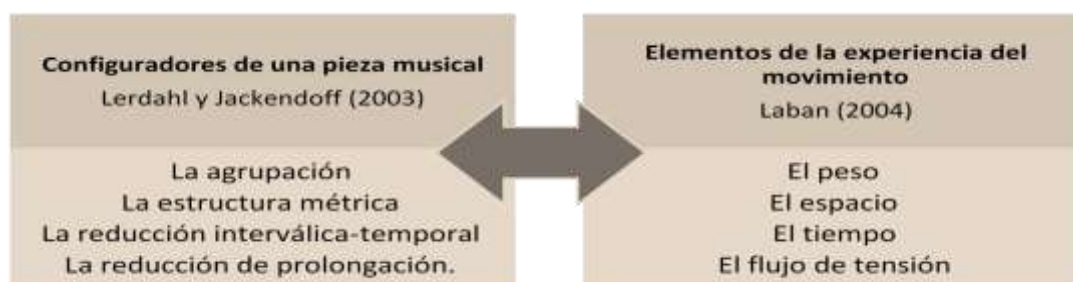 Configuradores de una pieza musical
Lerdahl y Jackendoff (2003)
La agrupación
La estructura métrica
La reducción interválica-temporal
La reducción de prolongación.
Elementos de la experiencia del
movimiento
Laban (2004)
El peso
El espacio
El tiempo
El flujo de tensión